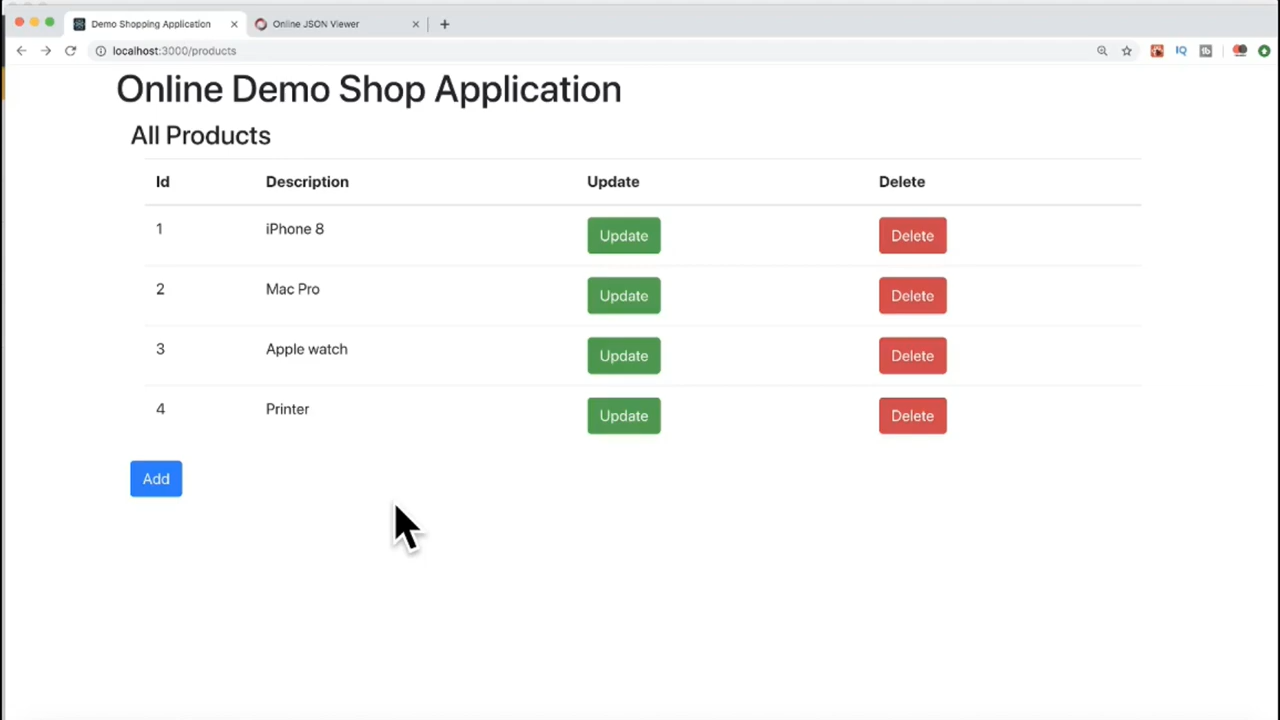 Demo Shopping Application
Online JSON Viewer
localhost:3000/products
IQ
tb
Online Demo Shop Application
All Products
Id Description Update Delete
1 iPhone 8 Update Delete
2 Mac Pro Update Delete
3 Apple watch Update Delete
4 Printer Update Delete
Add